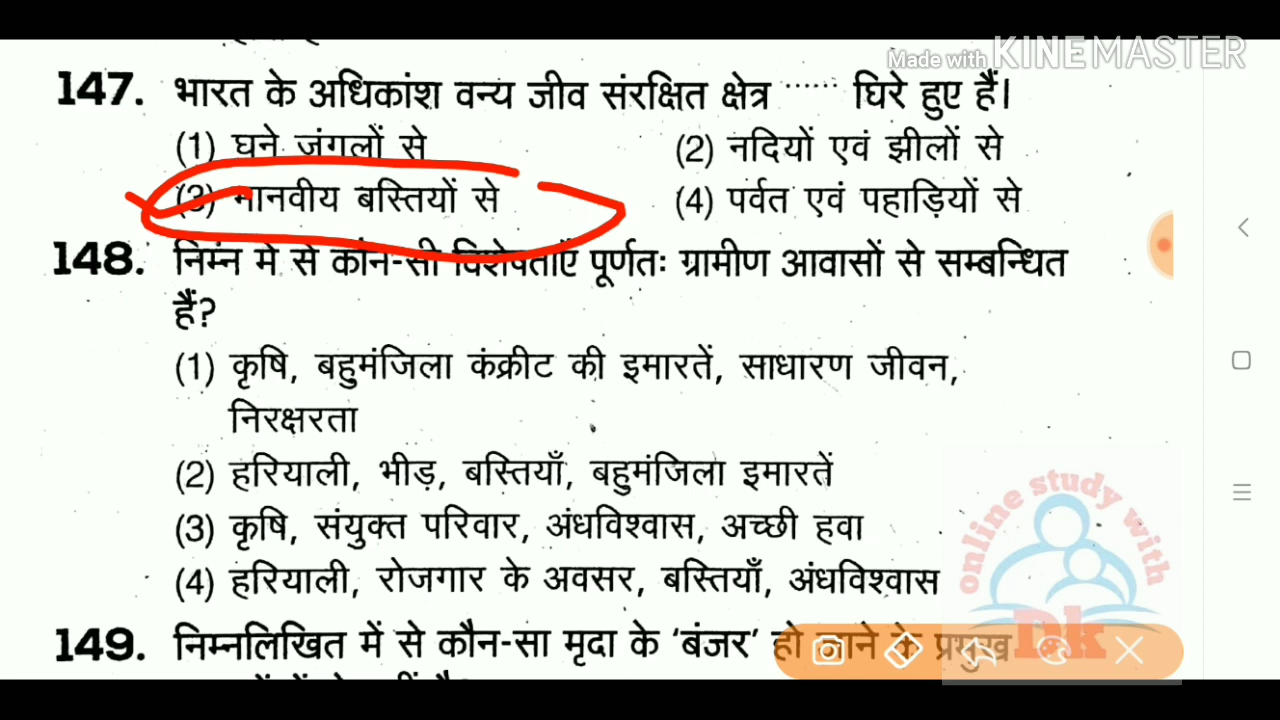 Made with KINEMASTER
147. भारत के अधिकांश वन्य जीव संरक्षित क्षेत्र ...... घिरे हुए हैं।
(1) घने जंगलों से (2) नदियों एवं झीलों से
(3) मानवीय बस्तियों से (4) पर्वत एवं पहाड़ियों से
148. निम्न में से कौन-सी विशेषताएँ पूर्णतः ग्रामीण आवासों से सम्बन्धित
हैं?
(1) कृषि, बहुमंजिला कंक्रीट की इमारतें, साधारण जीवन,
निरक्षरता
(2) हरियाली, भीड़, बस्तियाँ, बहुमंजिला इमारतें
(3) कृषि, संयुक्त परिवार, अंधविश्वास, अच्छी हवा
(4) हरियाली, रोजगार के अवसर, बस्तियाँ, अंधविश्वास
online study with
Dk
149. निम्नलिखित में से कौन-सा मृदा के 'बंजर' हो जाने के प्रमुख